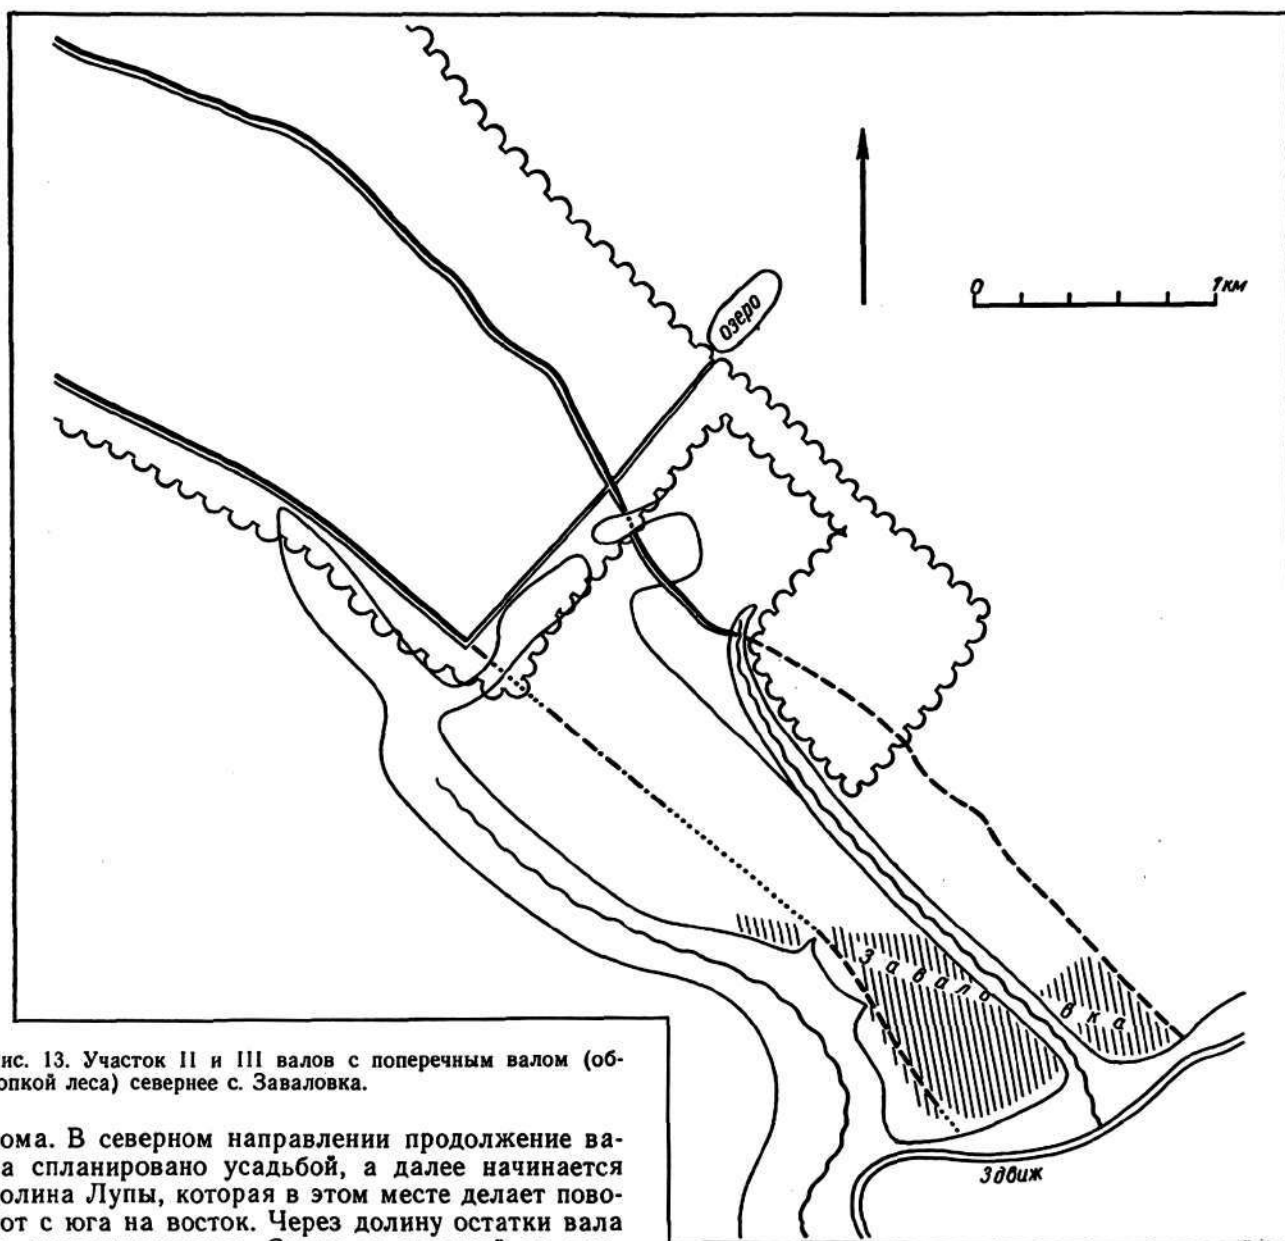 озеро
0 1 км
Завало
вка
Здвиж
ис. 13. Участок II и III валов с поперечным валом (об-
опкой леса) севернее с. Заваловка.
ома. В северном направлении продолжение ва-
а спланировано усадьбой, а далее начинается
олина Лупы, которая в этом месте делает пово-
от с юга на восток. Через долину остатки вала